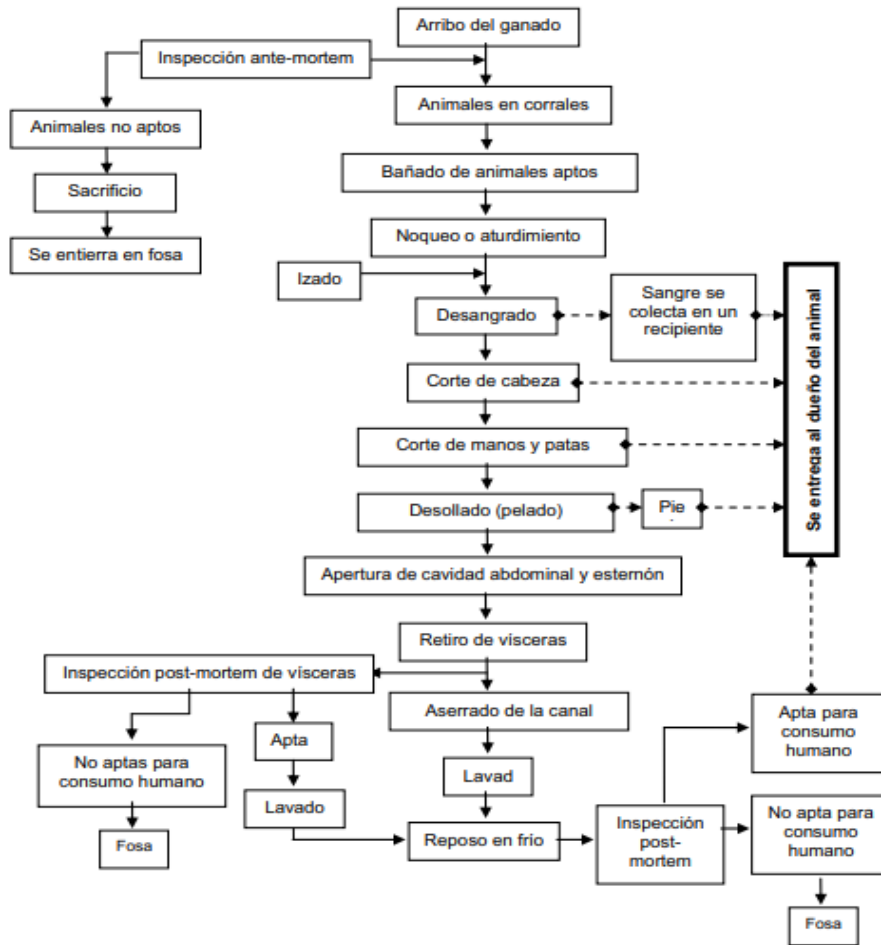 Arribo del ganado
Inspección ante-mortem
Animales en corrales
Animales no aptos
Bañado de animales aptos
Sacrificio
Noqueo o aturdimiento
Se entierra en fosa
Izado
Desangrado
Sangre se
colecta en un
recipiente
Se entrega al dueño del animal
Corte de cabeza
Corte de manos y patas
Desollado (pelado)
Pie
Apertura de cavidad abdominal y esternón
Retiro de vísceras
Inspección post-mortem de vísceras
Aserrado de la canal
Apta para
consumo
humano
No aptas para
consumo humano
Apta
Lavad
Lavado
Fosa
Reposo en frío
Inspección
post-
mortem
No apta para
consumo
humano
Fosa